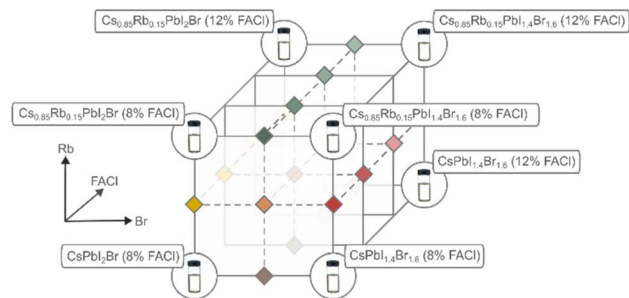 Cs0.85Rb0.15PbI2Br (12% FACl)
Cs0.85Rb0.15PbI1.4Br1.6 (12% FACl)
Cs0.85Rb0.15PbI2Br (8% FACl)
Cs0.85Rb0.15PbI1.4Br1.6 (8% FACl)
Rb
FACl
Br
CsPbI1.4Br1.6 (12% FACl)
CsPbI2Br (8% FACl)
CsPbI1.4Br1.6 (8% FACl)